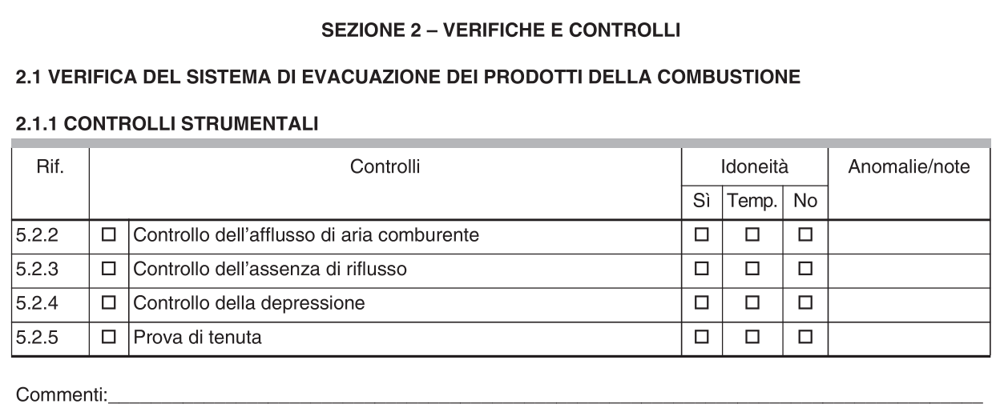 SEZIONE 2 – VERIFICHE E CONTROLLI
2.1 VERIFICA DEL SISTEMA DI EVACUAZIONE DEI PRODOTTI DELLA COMBUSTIONE
2.1.1 CONTROLLI STRUMENTALI
Rif. Controlli Idoneità Anomalie/note
Sì Temp. No
5.2.2 ☐ Controllo dell'afflusso di aria comburente ☐ ☐ ☐
5.2.3 ☐ Controllo dell'assenza di riflusso ☐ ☐ ☐
5.2.4 ☐ Controllo della depressione ☐ ☐ ☐
5.2.5 ☐ Prova di tenuta ☐ ☐ ☐
Commenti: